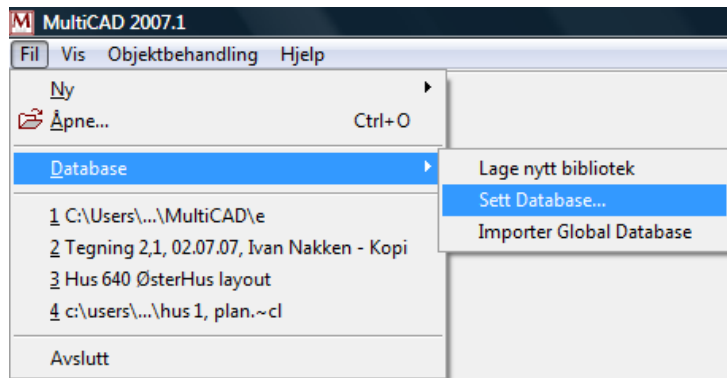 M MultiCAD 2007.1
Fil Vis Objektbehandling Hjelp
Ny
Åpne... Ctrl+O
Database
Lage nytt bibliotek
Sett Database...
Importer Global Database
1 C:\Users\...\MultiCAD\e
2 Tegning 2,1, 02.07.07, Ivan Nakken - Kopi
3 Hus 640 ØsterHus layout
4 c:\users\...\hus 1, plan.~cl
Avslutt